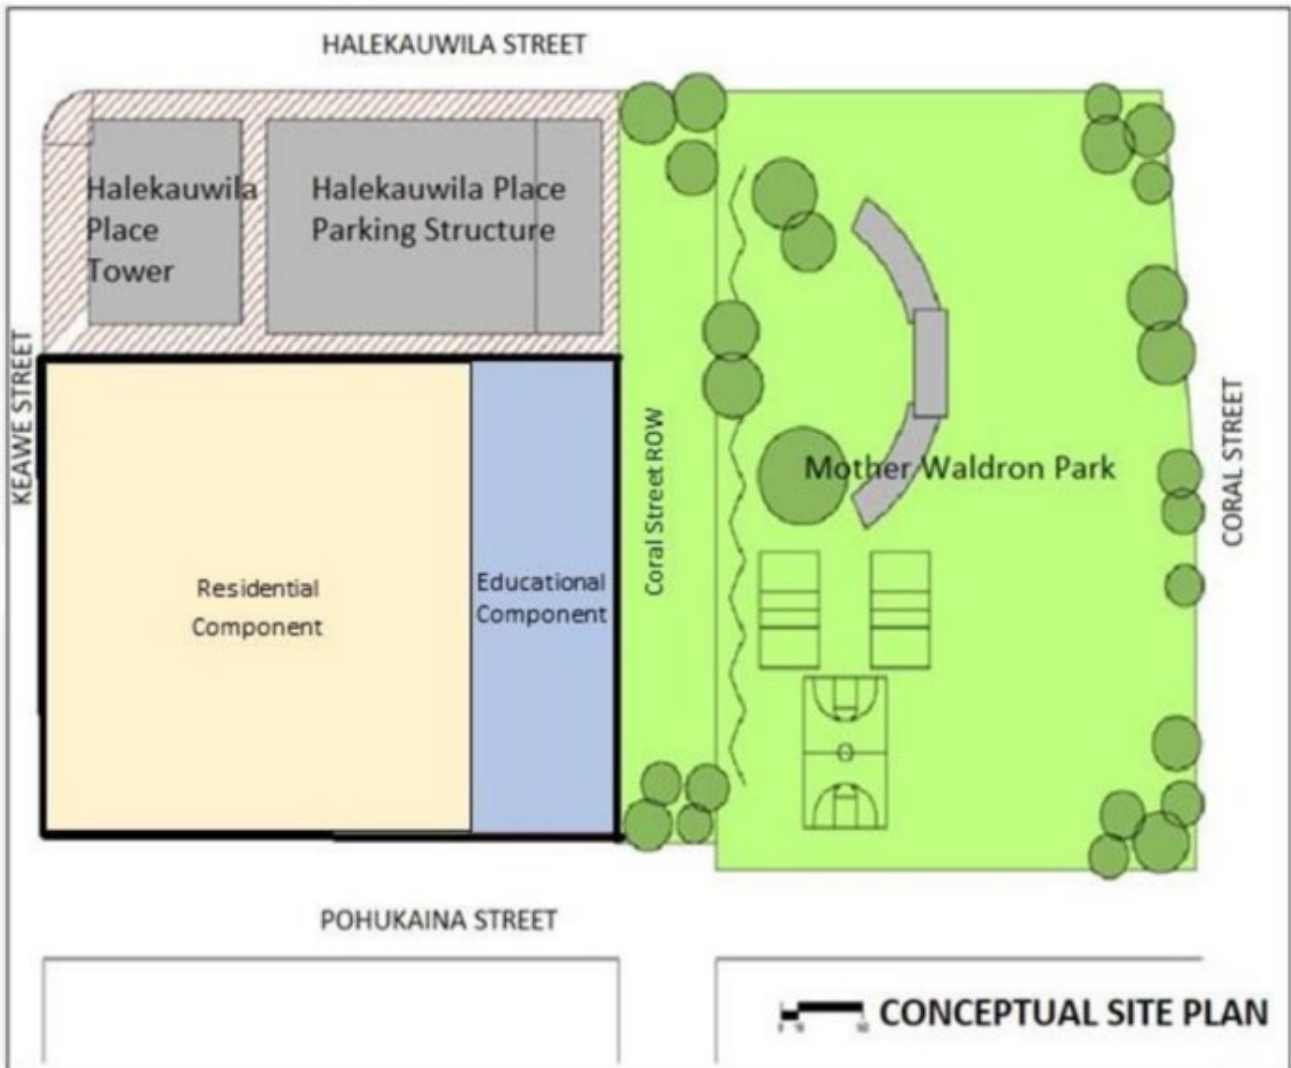 HALEKAUWILA STREET
Halekauwila
Place
Tower
Halekauwila Place
Parking Structure
KEAWE STREET
Residential
Component
Educational
Component
Coral Street ROW
Mother Waldron Park
CORAL STREET
POHUKAINA STREET
CONCEPTUAL SITE PLAN